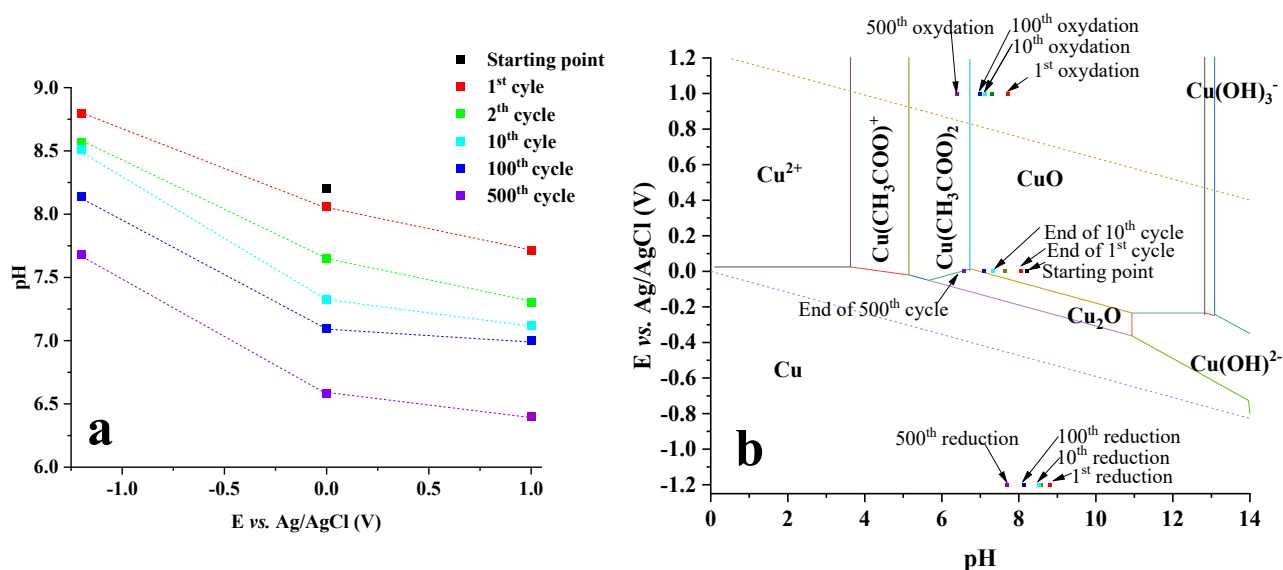 Starting point
1st cyle
2th cycle
10th cyle
100th cycle
500th cycle
9.0
8.5
8.0
7.5
7.0
6.5
6.0
pH
-1.0
-0.5
0.0
0.5
1.0
E vs. Ag/AgCl (V)
a
500th oxydation
100th oxydation
10th oxydation
1st oxydation
1.2
1.0
0.8
0.6
0.4
0.2
0.0
-0.2
-0.4
-0.6
-0.8
-1.0
-1.2
E vs. Ag/AgCl (V)
Cu2+
Cu(CH3COO)+
Cu(CH3COO)2
CuO
Cu(OH)3-
End of 10th cycle
End of 1st cycle
Starting point
End of 500th cycle
Cu2O
Cu(OH)2-
Cu
500th reduction
100th reduction
10th reduction
1st reduction
b
0
2
4
6
8
10
12
14
pH